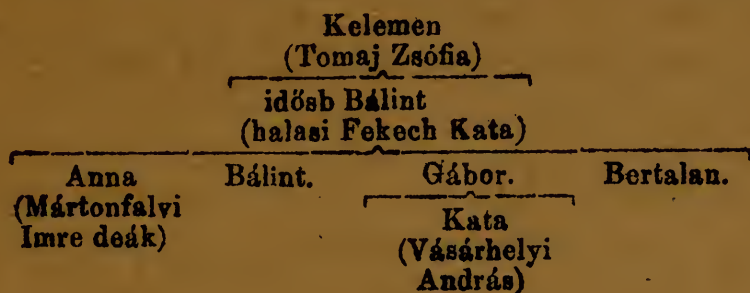 Kelemen
(Tomaj Zsófia)
idősb Bálint
(halasi Fekech Kata)
Anna Bálint. Gábor. Bertalan.
(Mártonfalvi
Imre deák)
Kata
(Vásárhelyi
András)